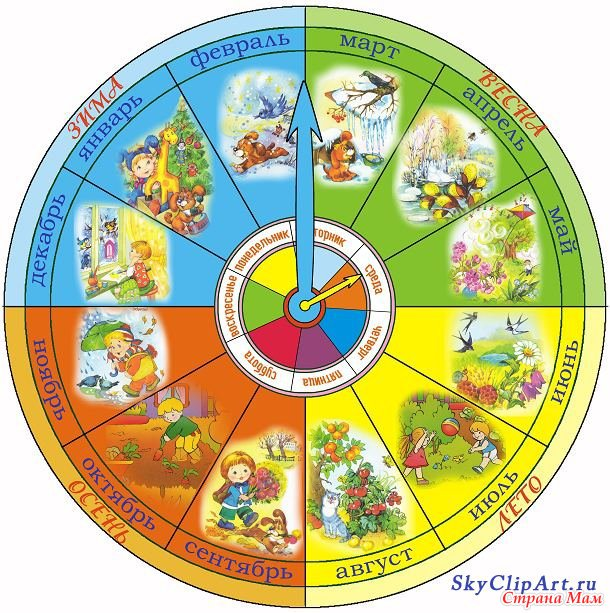 ЗИМА
декабрь
январь
февраль
ВЕСНА
март
апрель
май
ЛЕТО
июнь
июль
август
ОСЕНЬ
сентябрь
октябрь
ноябрь
понедельник
торник
среда
четверг
пятница
суббота
воскресенье
SkyClipArt.ru
Страна Мам